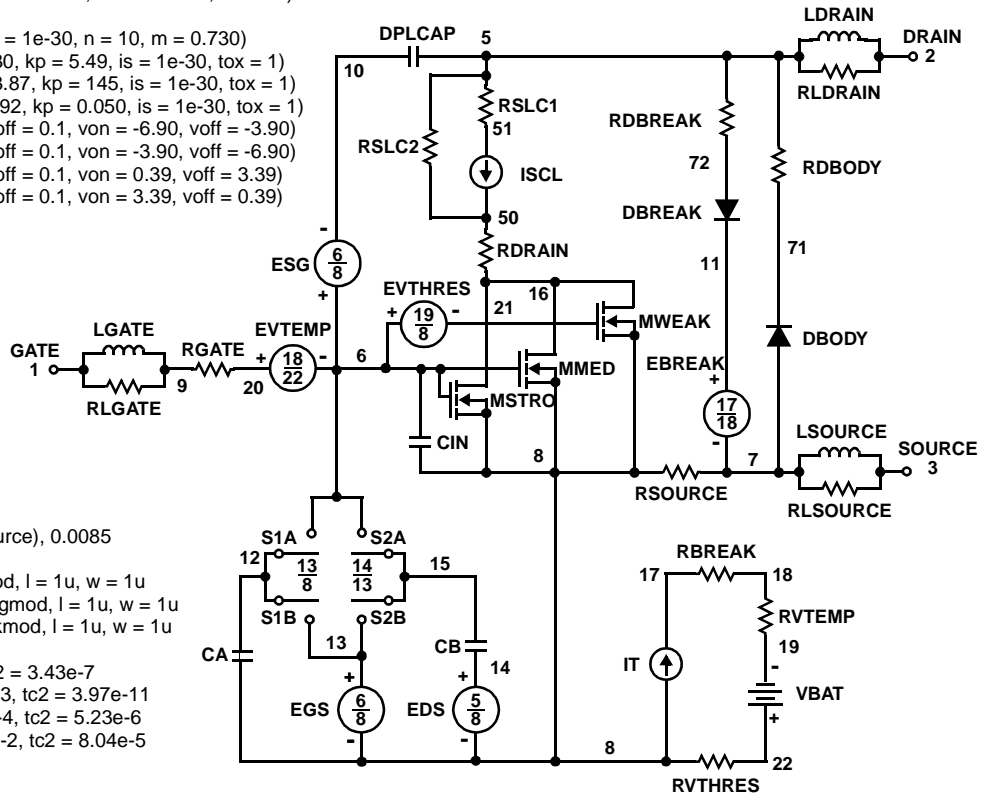 = 1e-30, n = 10, m = 0.730)
kp = 5.49, is = 1e-30, tox = 1)
3.87, kp = 145, is = 1e-30, tox = 1)
92, kp = 0.050, is = 1e-30, tox = 1)
voff = 0.1, von = -6.90, voff = -3.90)
voff = 0.1, von = -3.90, voff = -6.90)
voff = 0.1, von = 0.39, voff = 3.39)
voff = 0.1, von = 3.39, voff = 0.39)
LDRAIN
DPLCAP 5 DRAIN
10 2
RLDRAIN
RSLC1
51
RSLC2
ISCL
50
RDRAIN
RDBREAK
72
RDBODY
DBREAK
71
11
-
ESG 6 8
+
EVTHRES
+ 19 8 -
16
21
MWEAK
LGATE
GATE
1
RLGATE
9
RGATE
20
EVTEMP
+ 18 22 -
6
MMED
MSTRO
CIN
8
EBREAK
+
17 18
-
DBODY
LSOURCE
7
SOURCE
3
RSOURCE
RLSOURCE
urce), 0.0085
od, l = 1u, w = 1u
gmod, l = 1u, w = 1u
kmod, l = 1u, w = 1u
2 = 3.43e-7
3, tc2 = 3.97e-11
-4, tc2 = 5.23e-6
-2, tc2 = 8.04e-5
S1A S2A
12 13 8 14 13 15
S1B S2B
13
CA
CB
14
+ +
EGS 6 8 EDS 5 8
- -
8
RBREAK
17 18
RVTEMP
19
IT
-
VBAT
+
22
RVTHRES